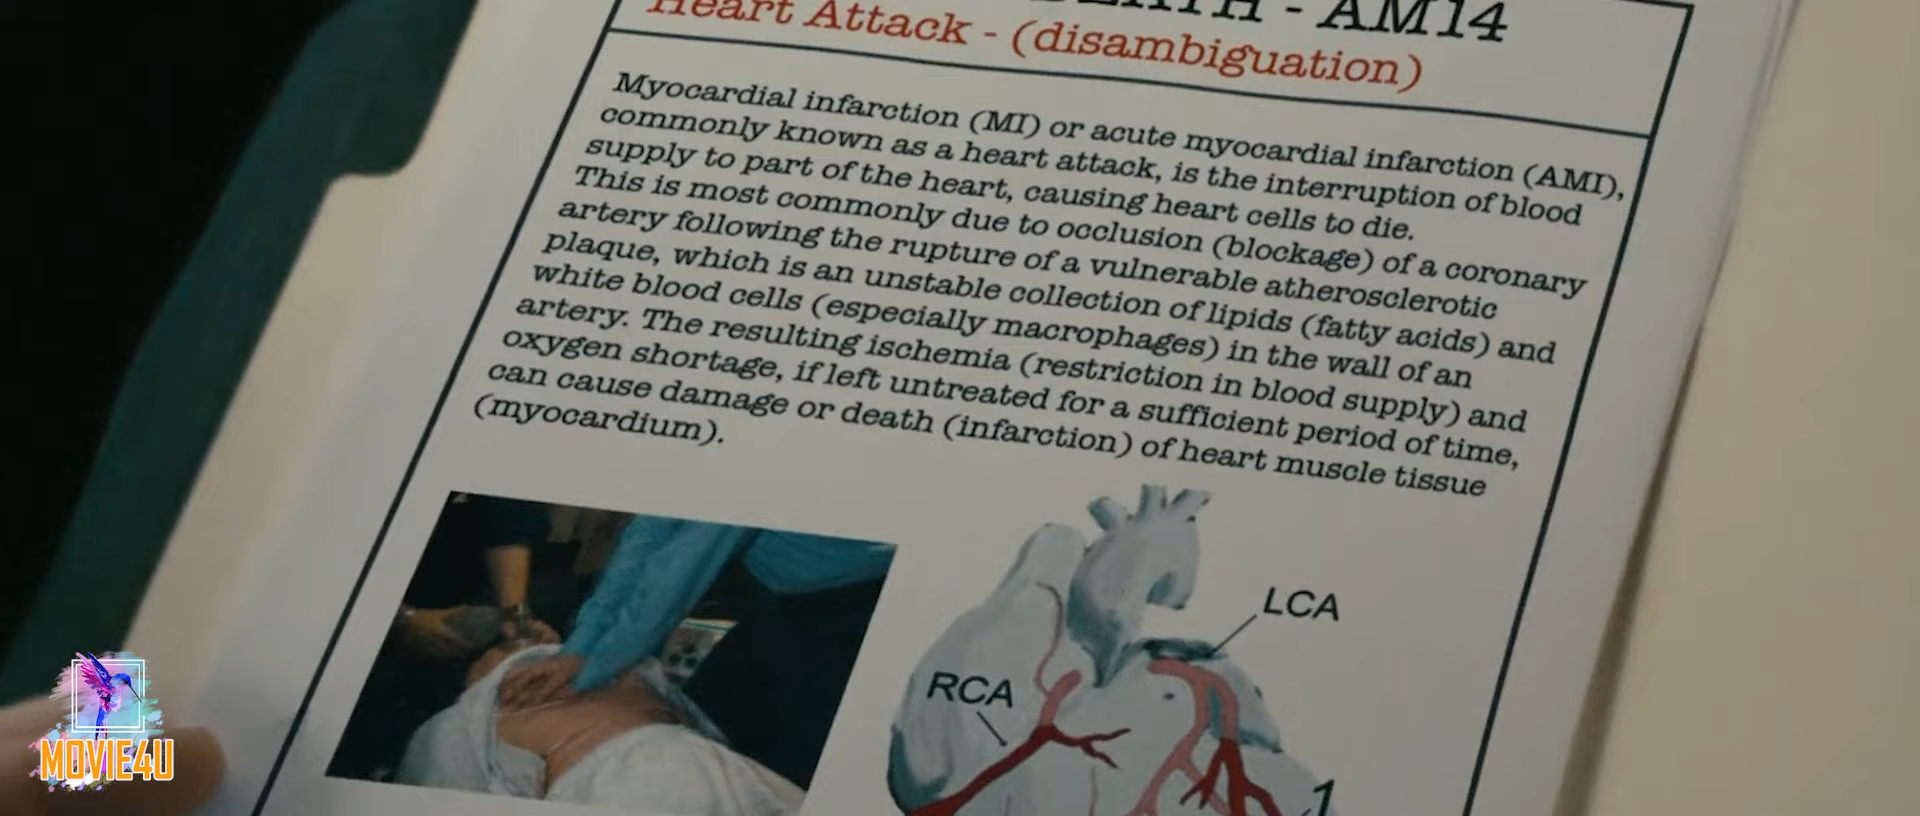 DEATH - AM14
Heart Attack - (disambiguation)
Myocardial infarction (MI) or acute myocardial infarction (AMI),
commonly known as a heart attack, is the interruption of blood
supply to part of the heart, causing heart cells to die.
This is most commonly due to occlusion (blockage) of a coronary
artery following the rupture of a vulnerable atherosclerotic
plaque, which is an unstable collection of lipids (fatty acids) and
white blood cells (especially macrophages) in the wall of an
artery. The resulting ischemia (restriction in blood supply) and
oxygen shortage, if left untreated for a sufficient period of time,
can cause damage or death (infarction) of heart muscle tissue
(myocardium).
LCA
RCA
1
MOVIE4U